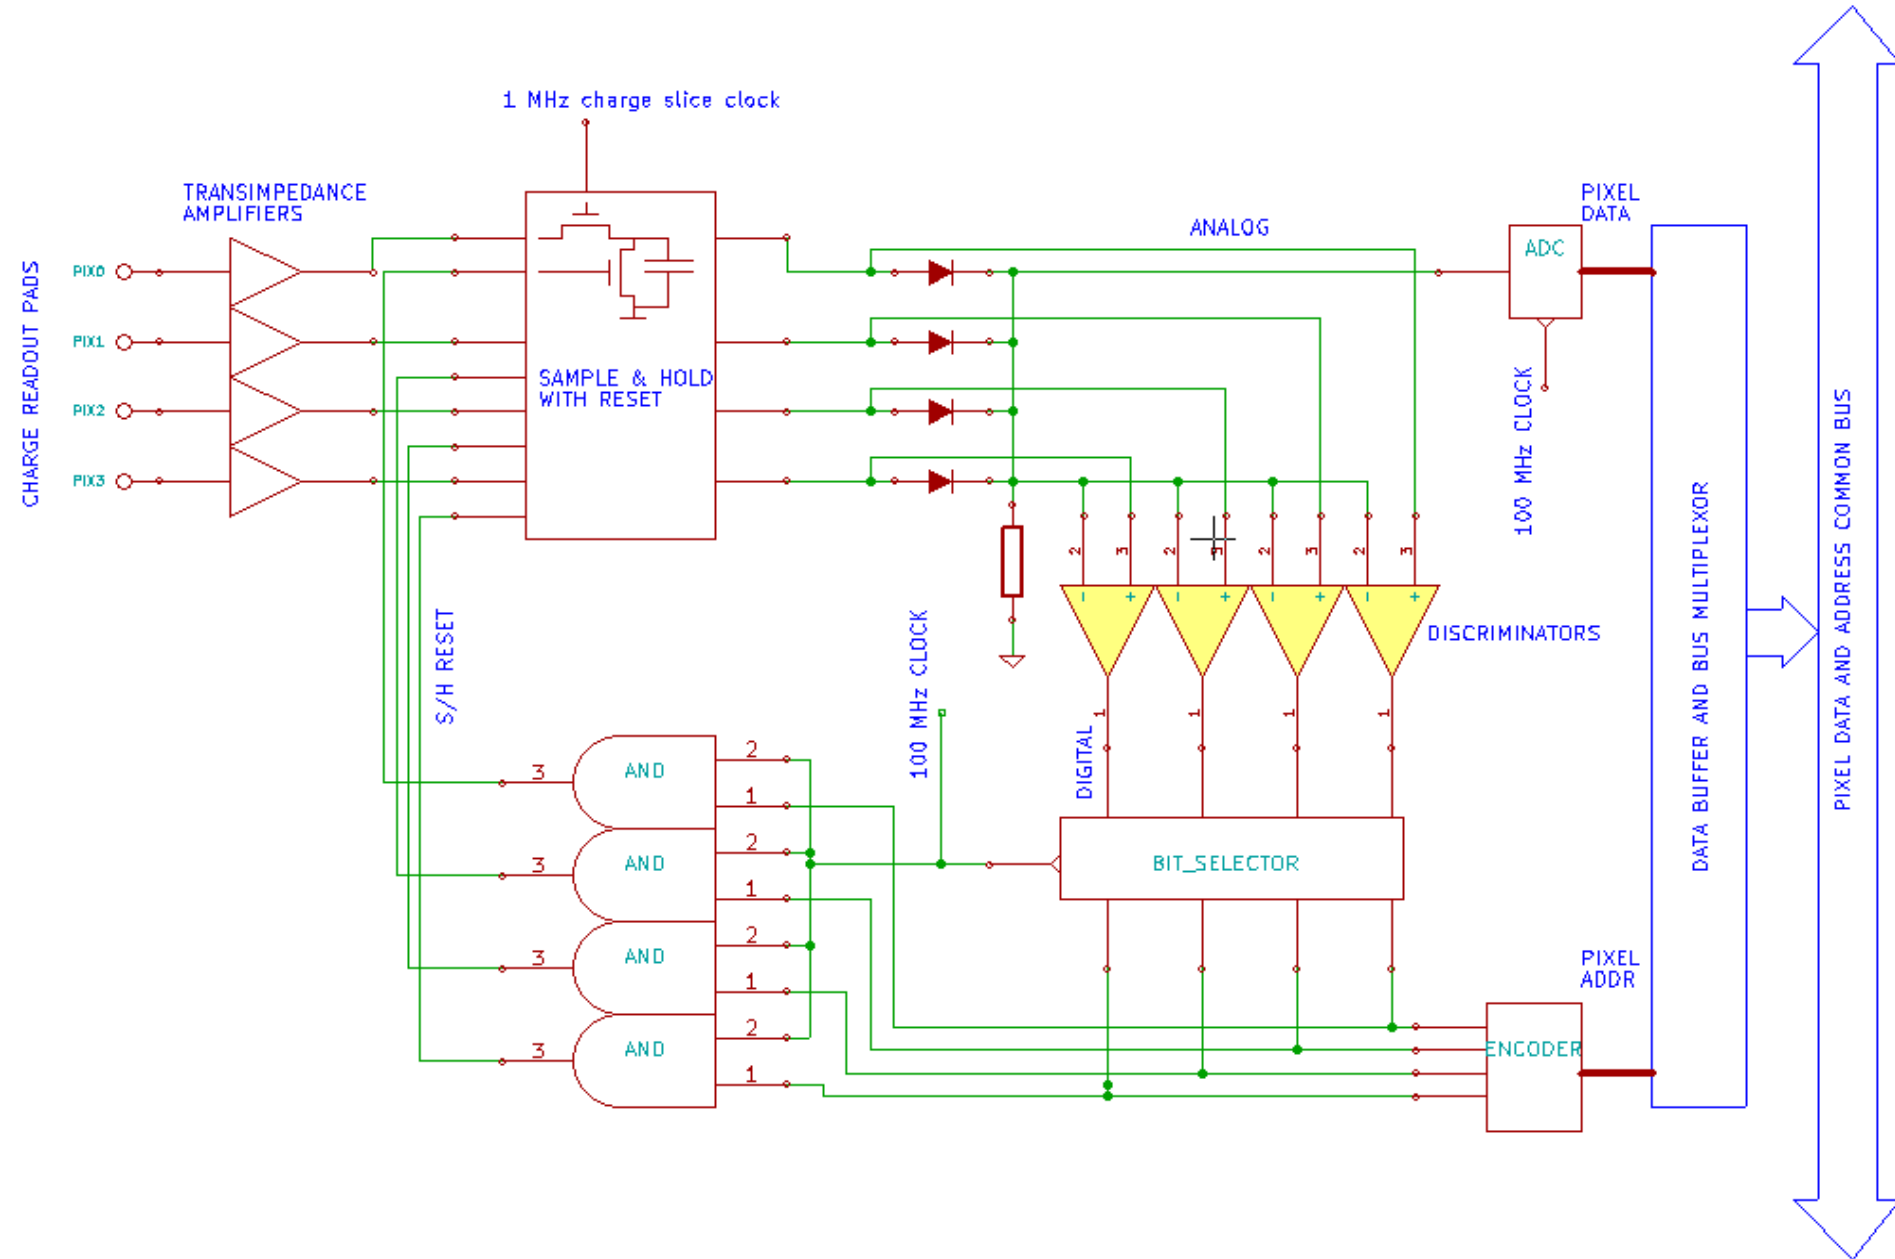 1 MHz charge slice clock
TRANSIMPEDANCE
AMPLIFIERS
CHARGE READOUT PADS
PIX0
PIX1
PIX2
PIX3
SAMPLE & HOLD
WITH RESET
ANALOG
PIXEL
DATA
ADC
100 MHz CLOCK
2
3
2
3
2
3
2
3
-
+
-
+
-
+
-
+
DISCRIMINATORS
1
1
1
1
DIGITAL
S/H RESET
100 MHz CLOCK
3
AND
2
1
3
AND
2
1
3
AND
2
1
3
AND
2
1
BIT_SELECTOR
PIXEL
ADDR
ENCODER
DATA BUFFER AND BUS MULTIPLEXOR
PIXEL DATA AND ADDRESS COMMON BUS